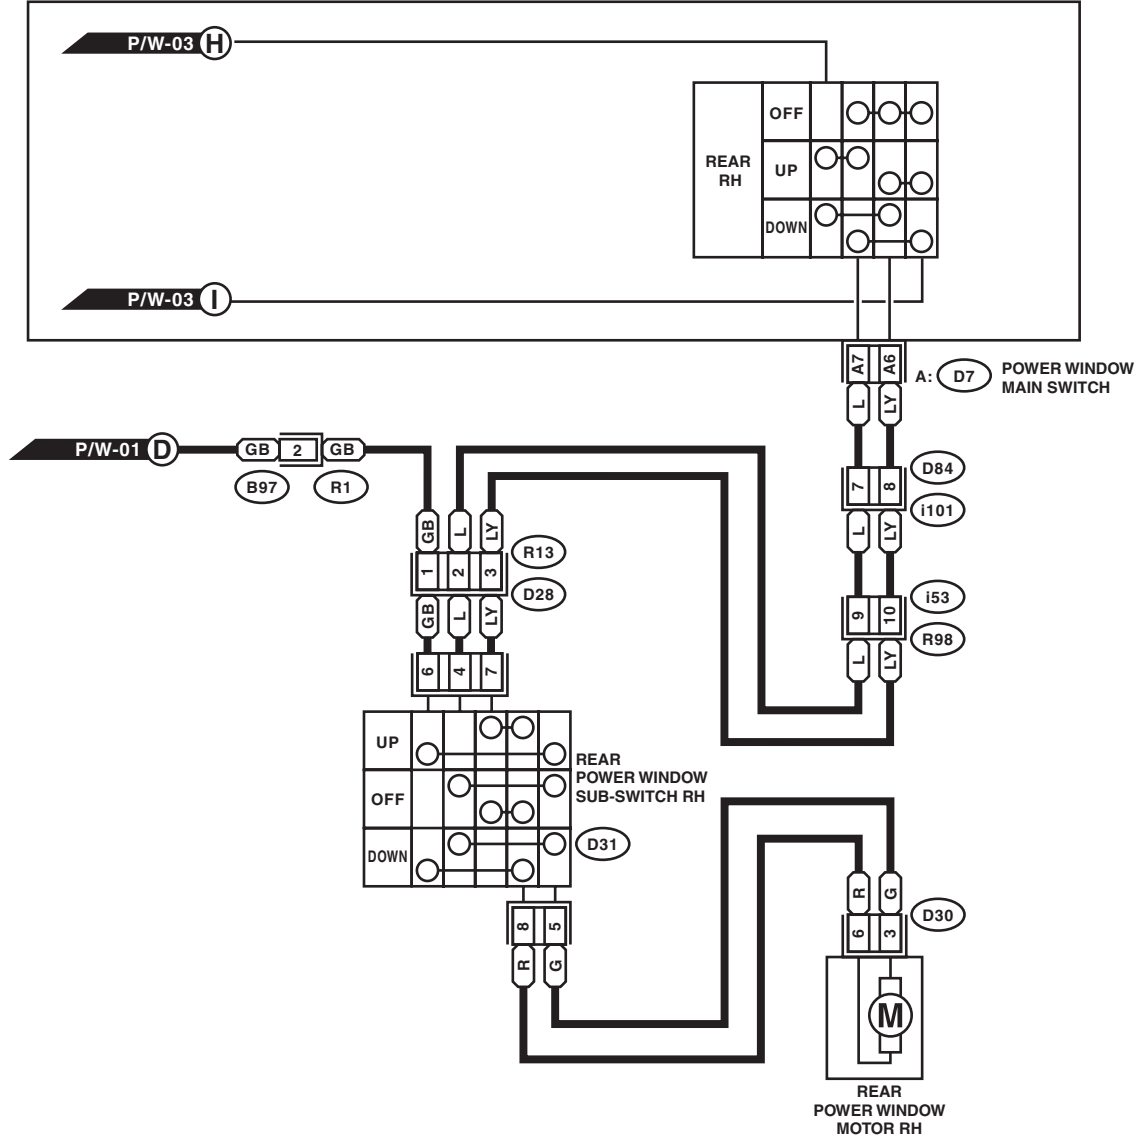 P/W-03 H
OFF
REAR
RH
UP
DOWN
P/W-03 I
A7 A6
A: D7
POWER WINDOW
MAIN SWITCH
L LY
P/W-01 D
GB 2 GB
B97 R1
7 8
D84
i101
GB L LY
L LY
1 2 3
R13
D28
9 10
i53
R98
GB L LY
L LY
6 4 7
UP
OFF
DOWN
REAR
POWER WINDOW
SUB-SWITCH RH
D31
8 5
R G
R G
6 3
D30
M
REAR
POWER WINDOW
MOTOR RH